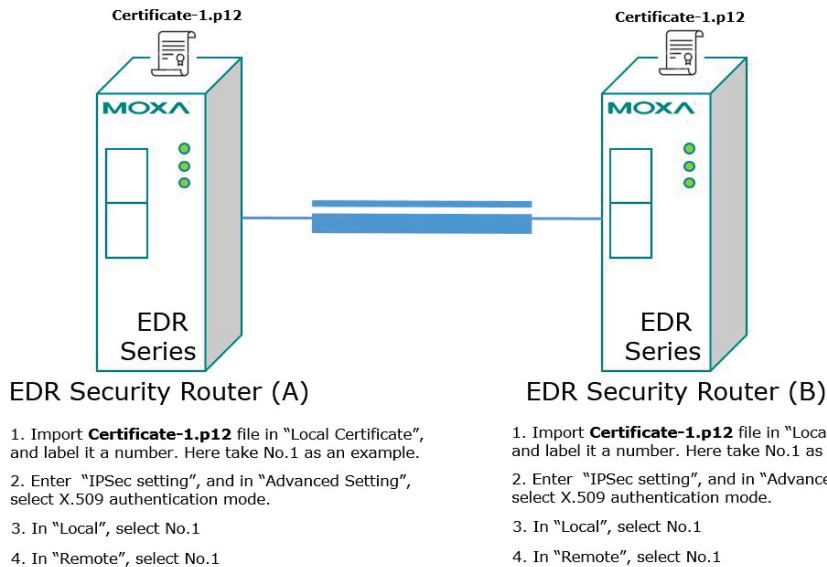 Certificate-1.p12
MOXA
EDR
Series
EDR Security Router (A)
1. Import Certificate-1.p12 file in “Local Certificate”,
and label it a number. Here take No.1 as an example.
2. Enter “IPSec setting”, and in “Advanced Setting”,
select X.509 authentication mode.
3. In “Local”, select No.1
4. In “Remote”, select No.1
Certificate-1.p12
MOXA
EDR
Series
EDR Security Router (B)
1. Import Certificate-1.p12 file in “Loca
and label it a number. Here take No.1 as
2. Enter “IPSec setting”, and in “Advance
select X.509 authentication mode.
3. In “Local”, select No.1
4. In “Remote”, select No.1